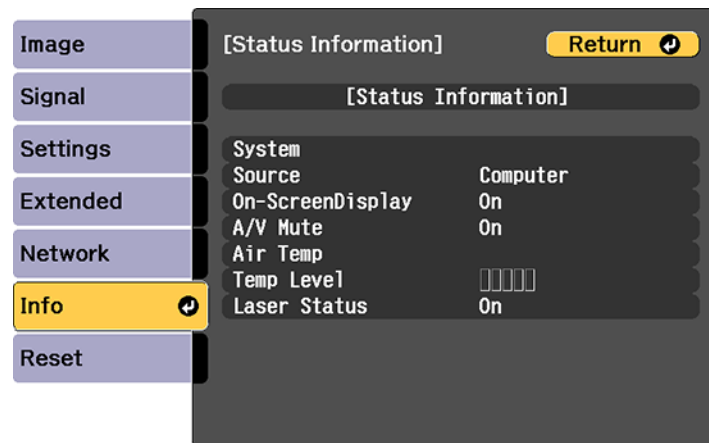 Image
Signal
Settings
Extended
Network
Info
Reset
[Status Information]
Return
[Status Information]
System
Source Computer
On-ScreenDisplay On
A/V Mute On
Air Temp
Temp Level
Laser Status On